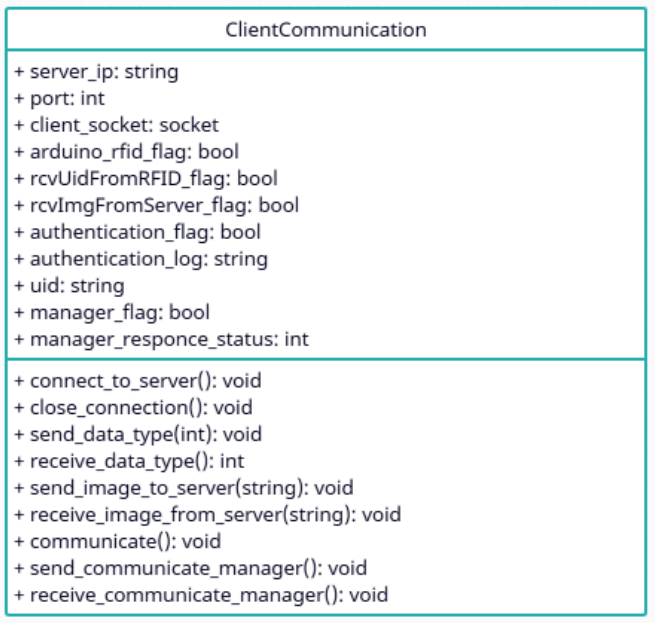 ClientCommunication
+ server_ip: string
+ port: int
+ client_socket: socket
+ arduino_rfid_flag: bool
+ rcvUidFromRFID_flag: bool
+ rcvImgFromServer_flag: bool
+ authentication_flag: bool
+ authentication_log: string
+ uid: string
+ manager_flag: bool
+ manager_responce_status: int
+ connect_to_server(): void
+ close_connection(): void
+ send_data_type(int): void
+ receive_data_type(): int
+ send_image_to_server(string): void
+ receive_image_from_server(string): void
+ communicate(): void
+ send_communicate_manager(): void
+ receive_communicate_manager(): void